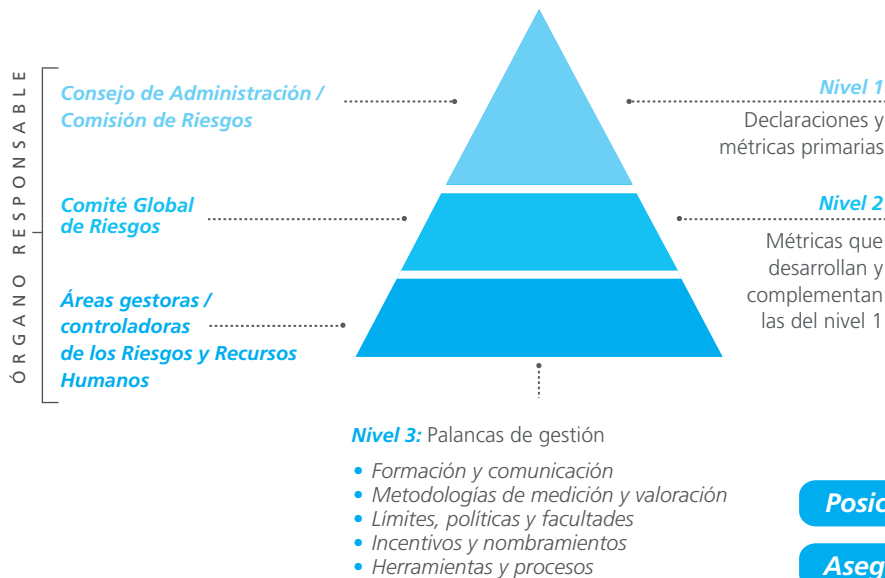 ÓRGANO RESPONSABLE
Consejo de Administración /
Comisión de Riesgos
Nivel 1
Declaraciones y
métricas primarias
Comité Global
de Riesgos
Nivel 2
Métricas que
desarrollan y
complementan
las del nivel 1
Áreas gestoras /
controladoras
de los Riesgos y Recursos
Humanos
Nivel 3: Palancas de gestión
• Formación y comunicación
• Metodologías de medición y valoración
• Límites, políticas y facultades
• Incentivos y nombramientos
• Herramientas y procesos
Posic
Aseg